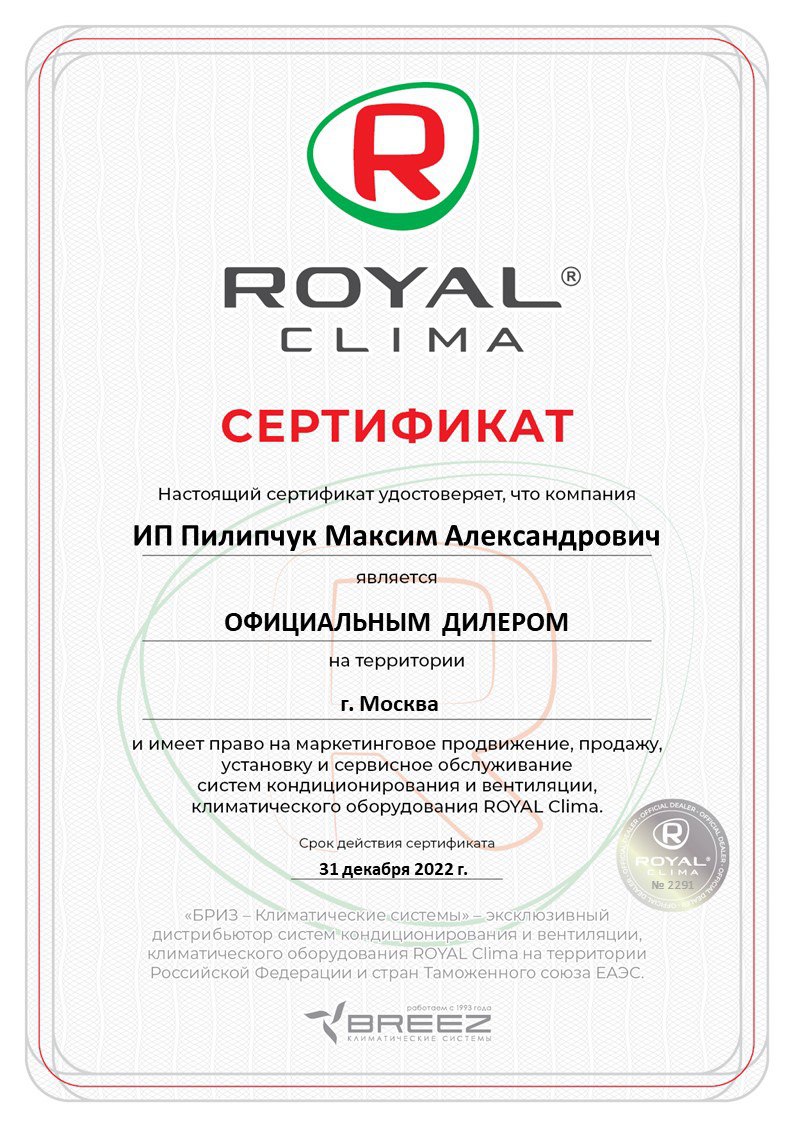 R
ROYAL®
CLIMA
СЕРТИФИКАТ
Настоящий сертификат удостоверяет, что компания
ИП Пилипчук Максим Александрович
является
ОФИЦИАЛЬНЫМ ДИЛЕРОМ
на территории
г. Москва
и имеет право на маркетинговое продвижение, продажу,
установку и сервисное обслуживание
систем кондиционирования и вентиляции,
климатического оборудования ROYAL Clima.
Срок действия сертификата
31 декабря 2022 г.
OFFICIAL DEALER - OFFICIAL DEALER - OFFICIAL DEALER
R
ROYAL®
CLIMA
№ 2291
«БРИЗ – Климатические системы» – эксклюзивный
дистрибьютор систем кондиционирования и вентиляции,
климатического оборудования ROYAL Clima на территории
Российской Федерации и стран Таможенного союза ЕАЭС.
работаем с 1993 года
BREEZ
КЛИМАТИЧЕСКИЕ СИСТЕМЫ